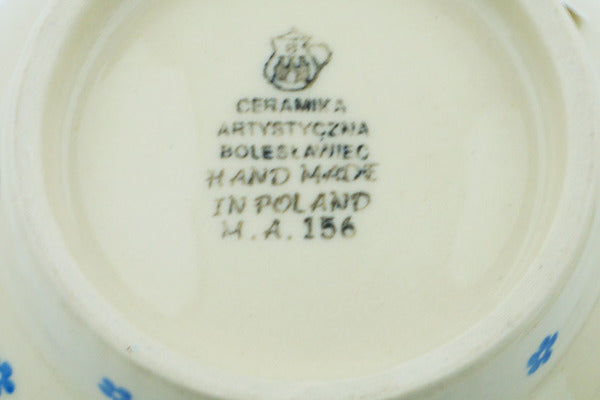 CERAMIKA
ARTYSTYCZNA
BOLESŁAWIEC
HAND MADE
IN POLAND
M.A.156